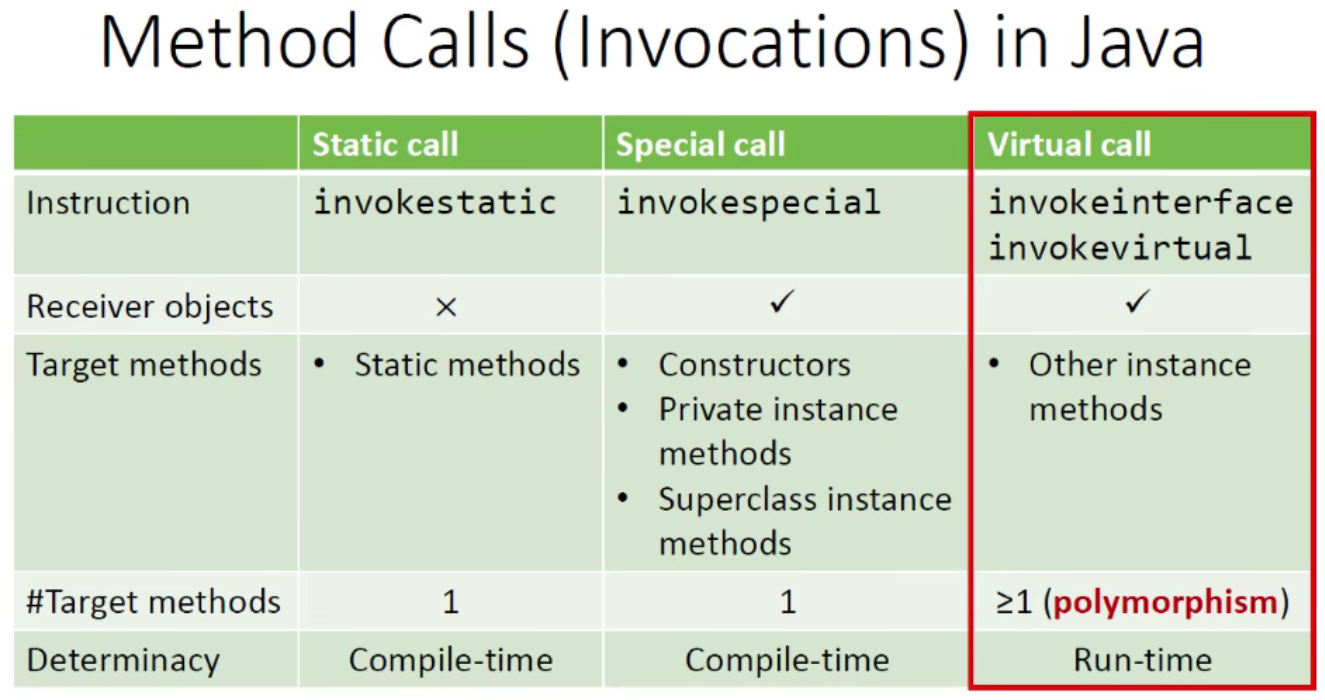 Method Calls (Invocations) in Java
Static call Special call Virtual call
Instruction invokestatic invokespecial invokeinterface
invokevirtual
Receiver objects × ✓ ✓
Target methods • Static methods • Constructors • Other instance
• Private instance methods
methods
• Superclass instance
methods
#Target methods 1 1 ≥1 (polymorphism)
Determinacy Compile-time Compile-time Run-time